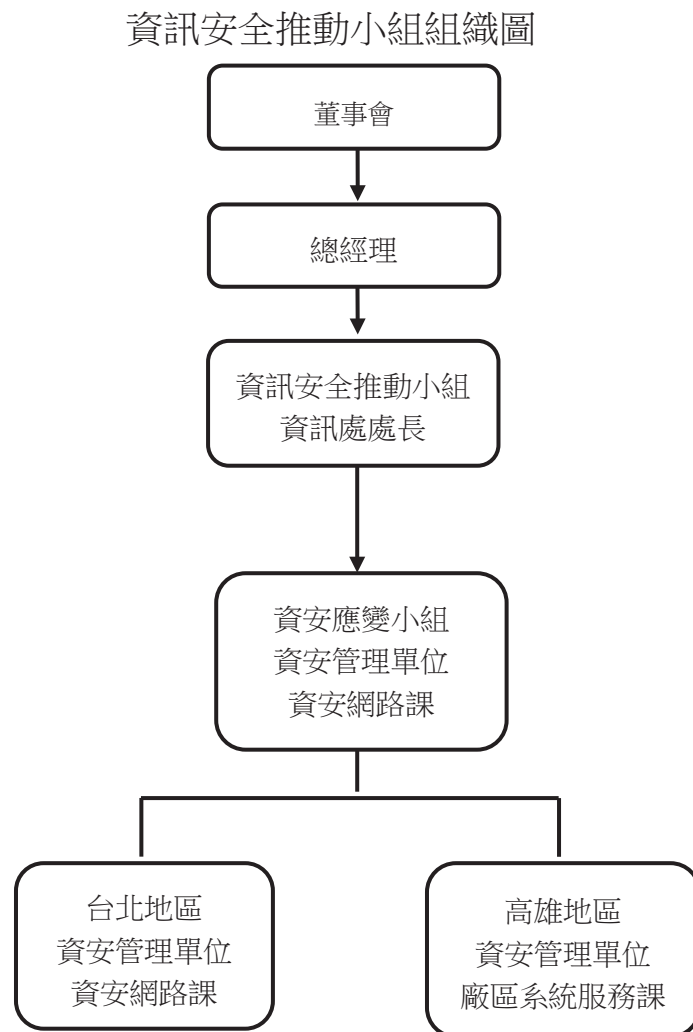 資訊安全推動小組組織圖
董事會
總經理
資訊安全推動小組
資訊處處長
資安應變小組
資安管理單位
資安網路課
台北地區
資安管理單位
資安網路課
高雄地區
資安管理單位
廠區系統服務課